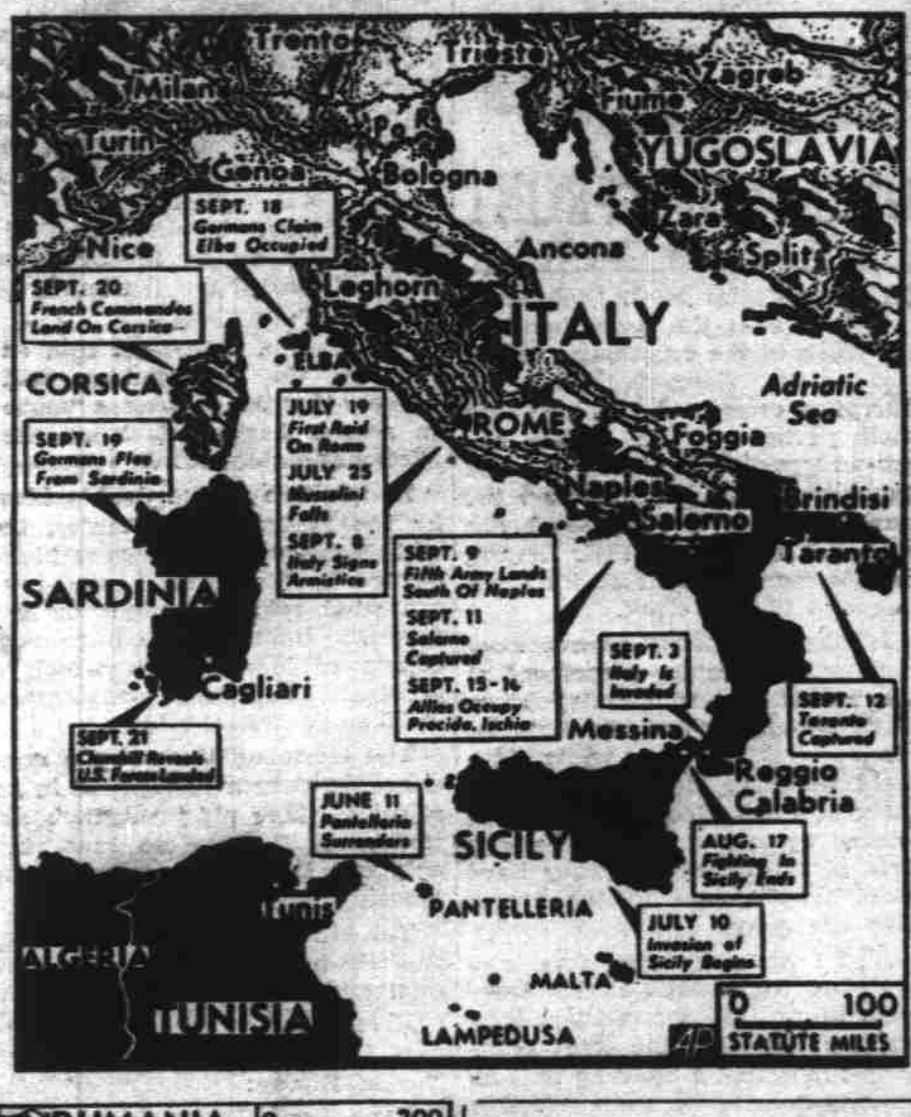 Trento
Trieste
Zagreb
Milan
Fiume
Po R.
Turin
YUGOSLAVIA
Genoa
Bologna
SEPT. 18
Germans Claim
Elba Occupied
Zara
Nice
Ancona
Split
SEPT. 20
French Commandos
Land On Corsica
Leghorn
ITALY
ELBA
CORSICA
Adriatic
Sea
JULY 19
First Raid
On Rome
JULY 25
Mussolini
Falls
SEPT. 8
Italy Signs
Armistice
ROME
Foggia
SEPT. 19
Germans Flee
From Sardinia
Naples
Brindisi
Salerno
Taranto
SEPT. 9
Fifth Army Lands
South Of Naples
SEPT. 11
Salerno
Captured
SEPT. 15-16
Allies Occupy
Procida, Ischia
SARDINIA
SEPT. 3
Italy Is
Invaded
Cagliari
SEPT. 12
Taranto
Captured
Messina
SEPT. 21
Churchill Reveals
U.S. Forces Landed
Reggio
Calabria
JUNE 11
Pantelleria
Surrenders
SICILY
AUG. 17
Fighting In
Sicily Ends
Tunis
PANTELLERIA
JULY 10
Invasion of
Sicily Begins
ALGERIA
MALTA
0 100
STATUTE MILES
TUNISIA
LAMPEDUSA
AP
RUMANIA
0 200